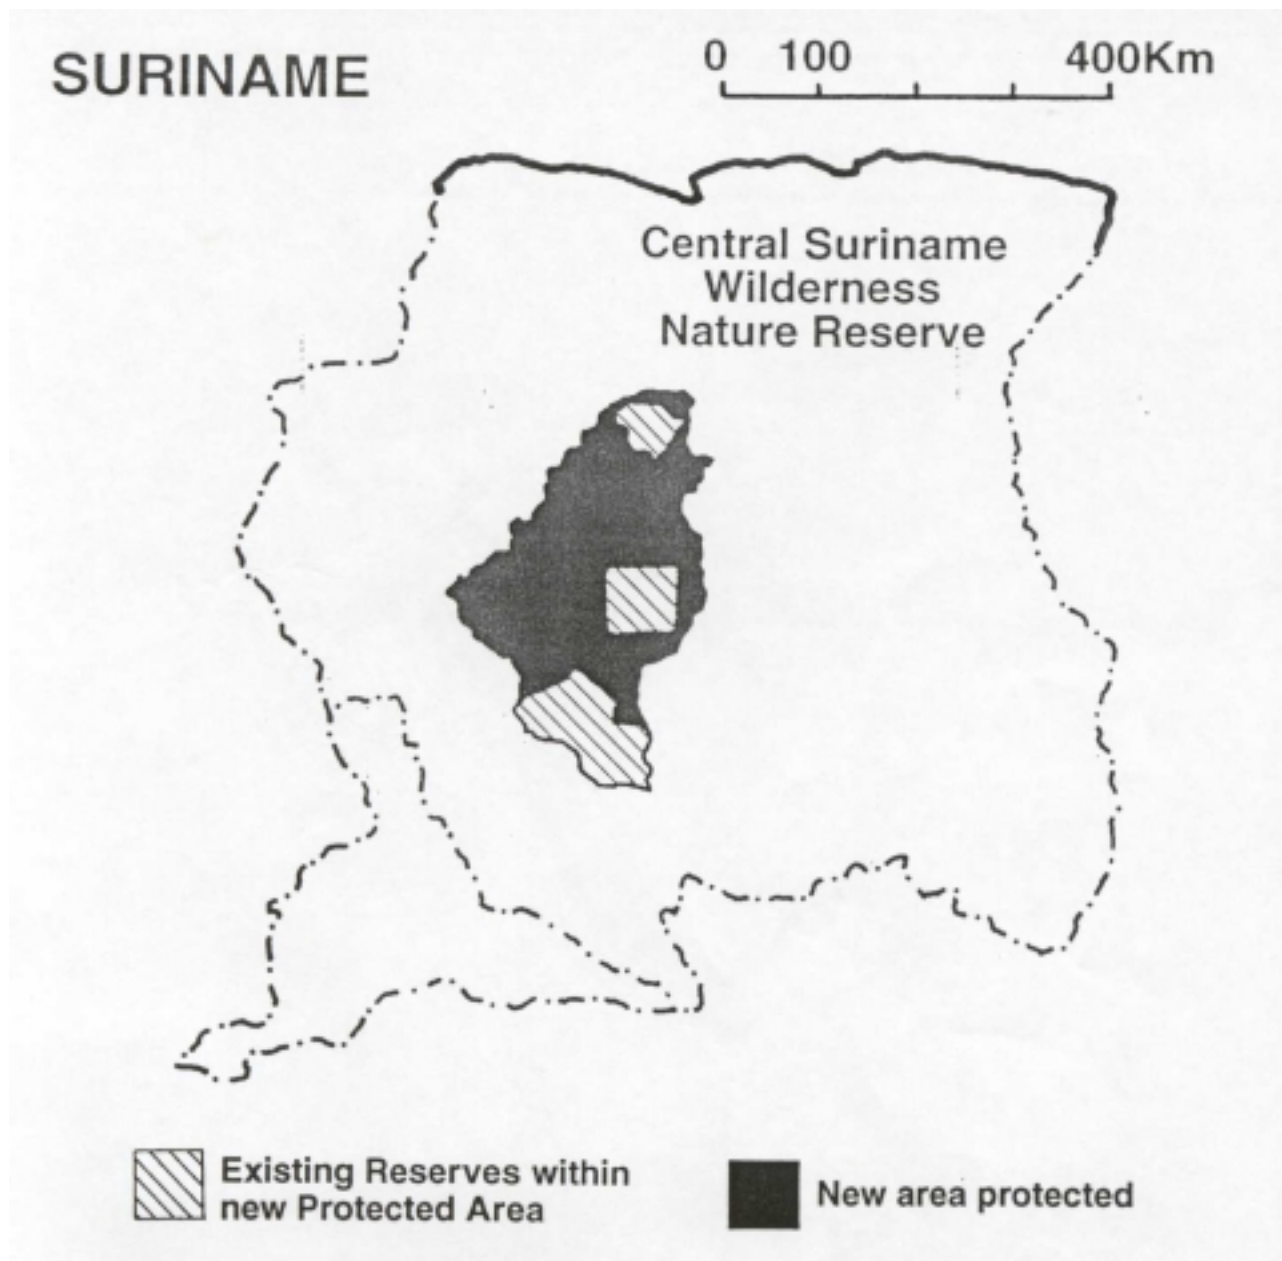 SURINAME
0 100 400Km
Central Suriname
Wilderness
Nature Reserve
Existing Reserves within
new Protected Area
New area protected